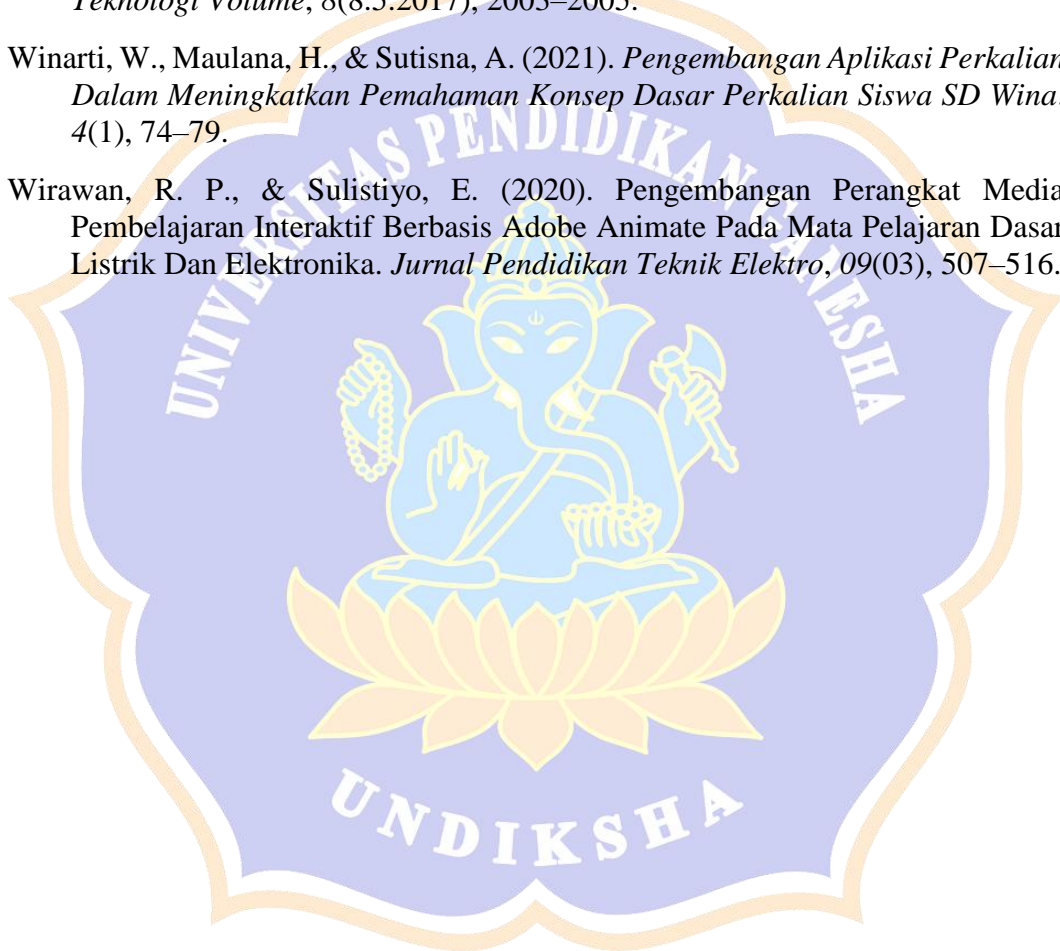 Teknologi Volume, 8(8.5.2017), 2003–2005.
Winarti, W., Maulana, H., & Sutisna, A. (2021). Pengembangan Aplikasi Perkalian
Dalam Meningkatkan Pemahaman Konsep Dasar Perkalian Siswa SD Wina.
4(1), 74–79.
Wirawan, R. P., & Sulistiyo, E. (2020). Pengembangan Perangkat Media
Pembelajaran Interaktif Berbasis Adobe Animate Pada Mata Pelajaran Dasar
Listrik Dan Elektronika. Jurnal Pendidikan Teknik Elektro, 09(03), 507–516.
UNIVERSITAS PENDIDIKAN GANESHA
UNDIKSHA